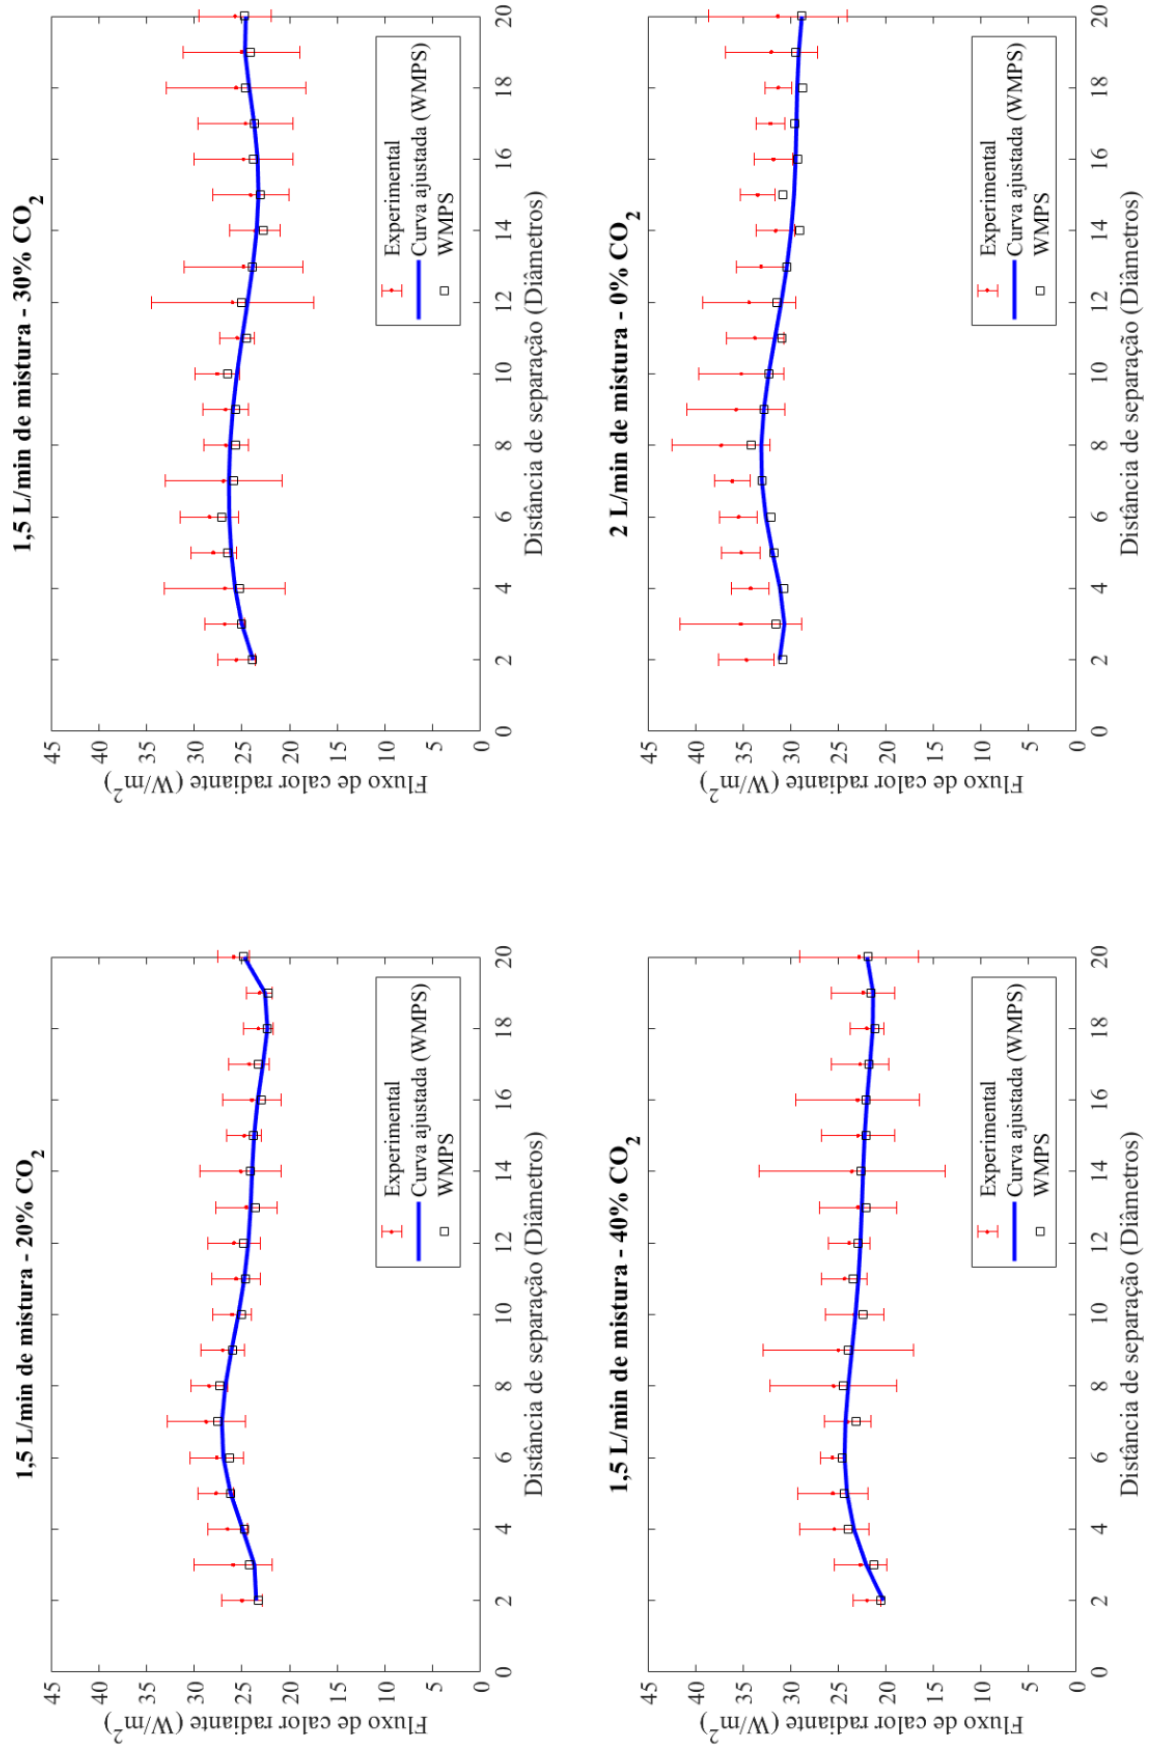 1,5 L/min de mistura - 20% CO₂
Fluxo de calor radiante (W/m²)
45
40
35
30
25
20
15
10
5
0
Experimental
Curva ajustada (WMPS)
WMPS
0 2 4 6 8 10 12 14 16 18 20
Distância de separação (Diâmetros)
1,5 L/min de mistura - 30% CO₂
Fluxo de calor radiante (W/m²)
45
40
35
30
25
20
15
10
5
0
Experimental
Curva ajustada (WMPS)
WMPS
0 2 4 6 8 10 12 14 16 18 20
Distância de separação (Diâmetros)
1,5 L/min de mistura - 40% CO₂
Fluxo de calor radiante (W/m²)
45
40
35
30
25
20
15
10
5
0
Experimental
Curva ajustada (WMPS)
WMPS
0 2 4 6 8 10 12 14 16 18 20
Distância de separação (Diâmetros)
2 L/min de mistura - 0% CO₂
Fluxo de calor radiante (W/m²)
45
40
35
30
25
20
15
10
5
0
Experimental
Curva ajustada (WMPS)
WMPS
0 2 4 6 8 10 12 14 16 18 20
Distância de separação (Diâmetros)